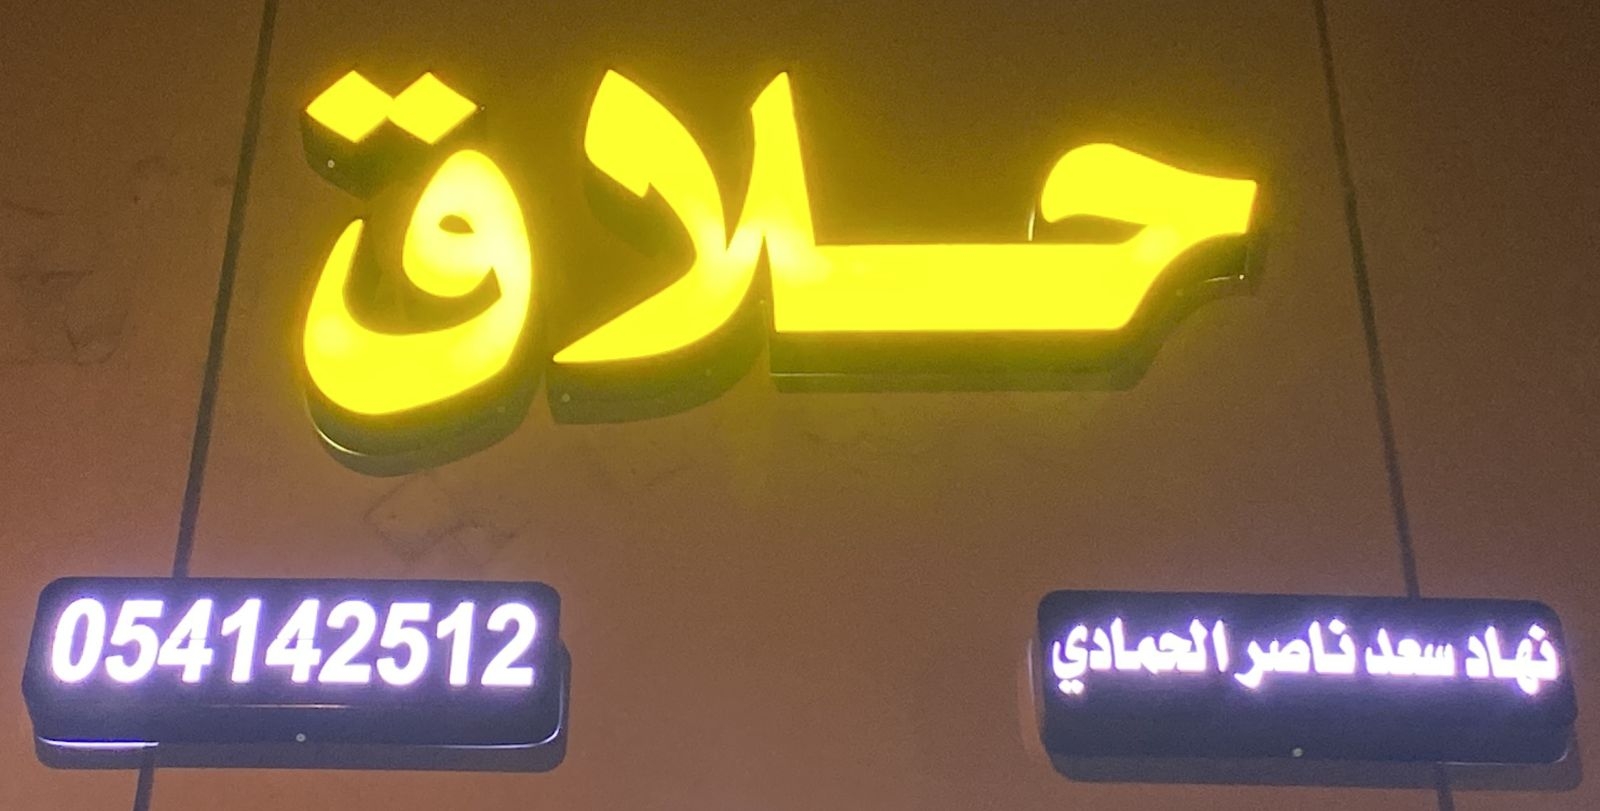 حلاق
نهاد سعد ناصر الحمادي
054142512